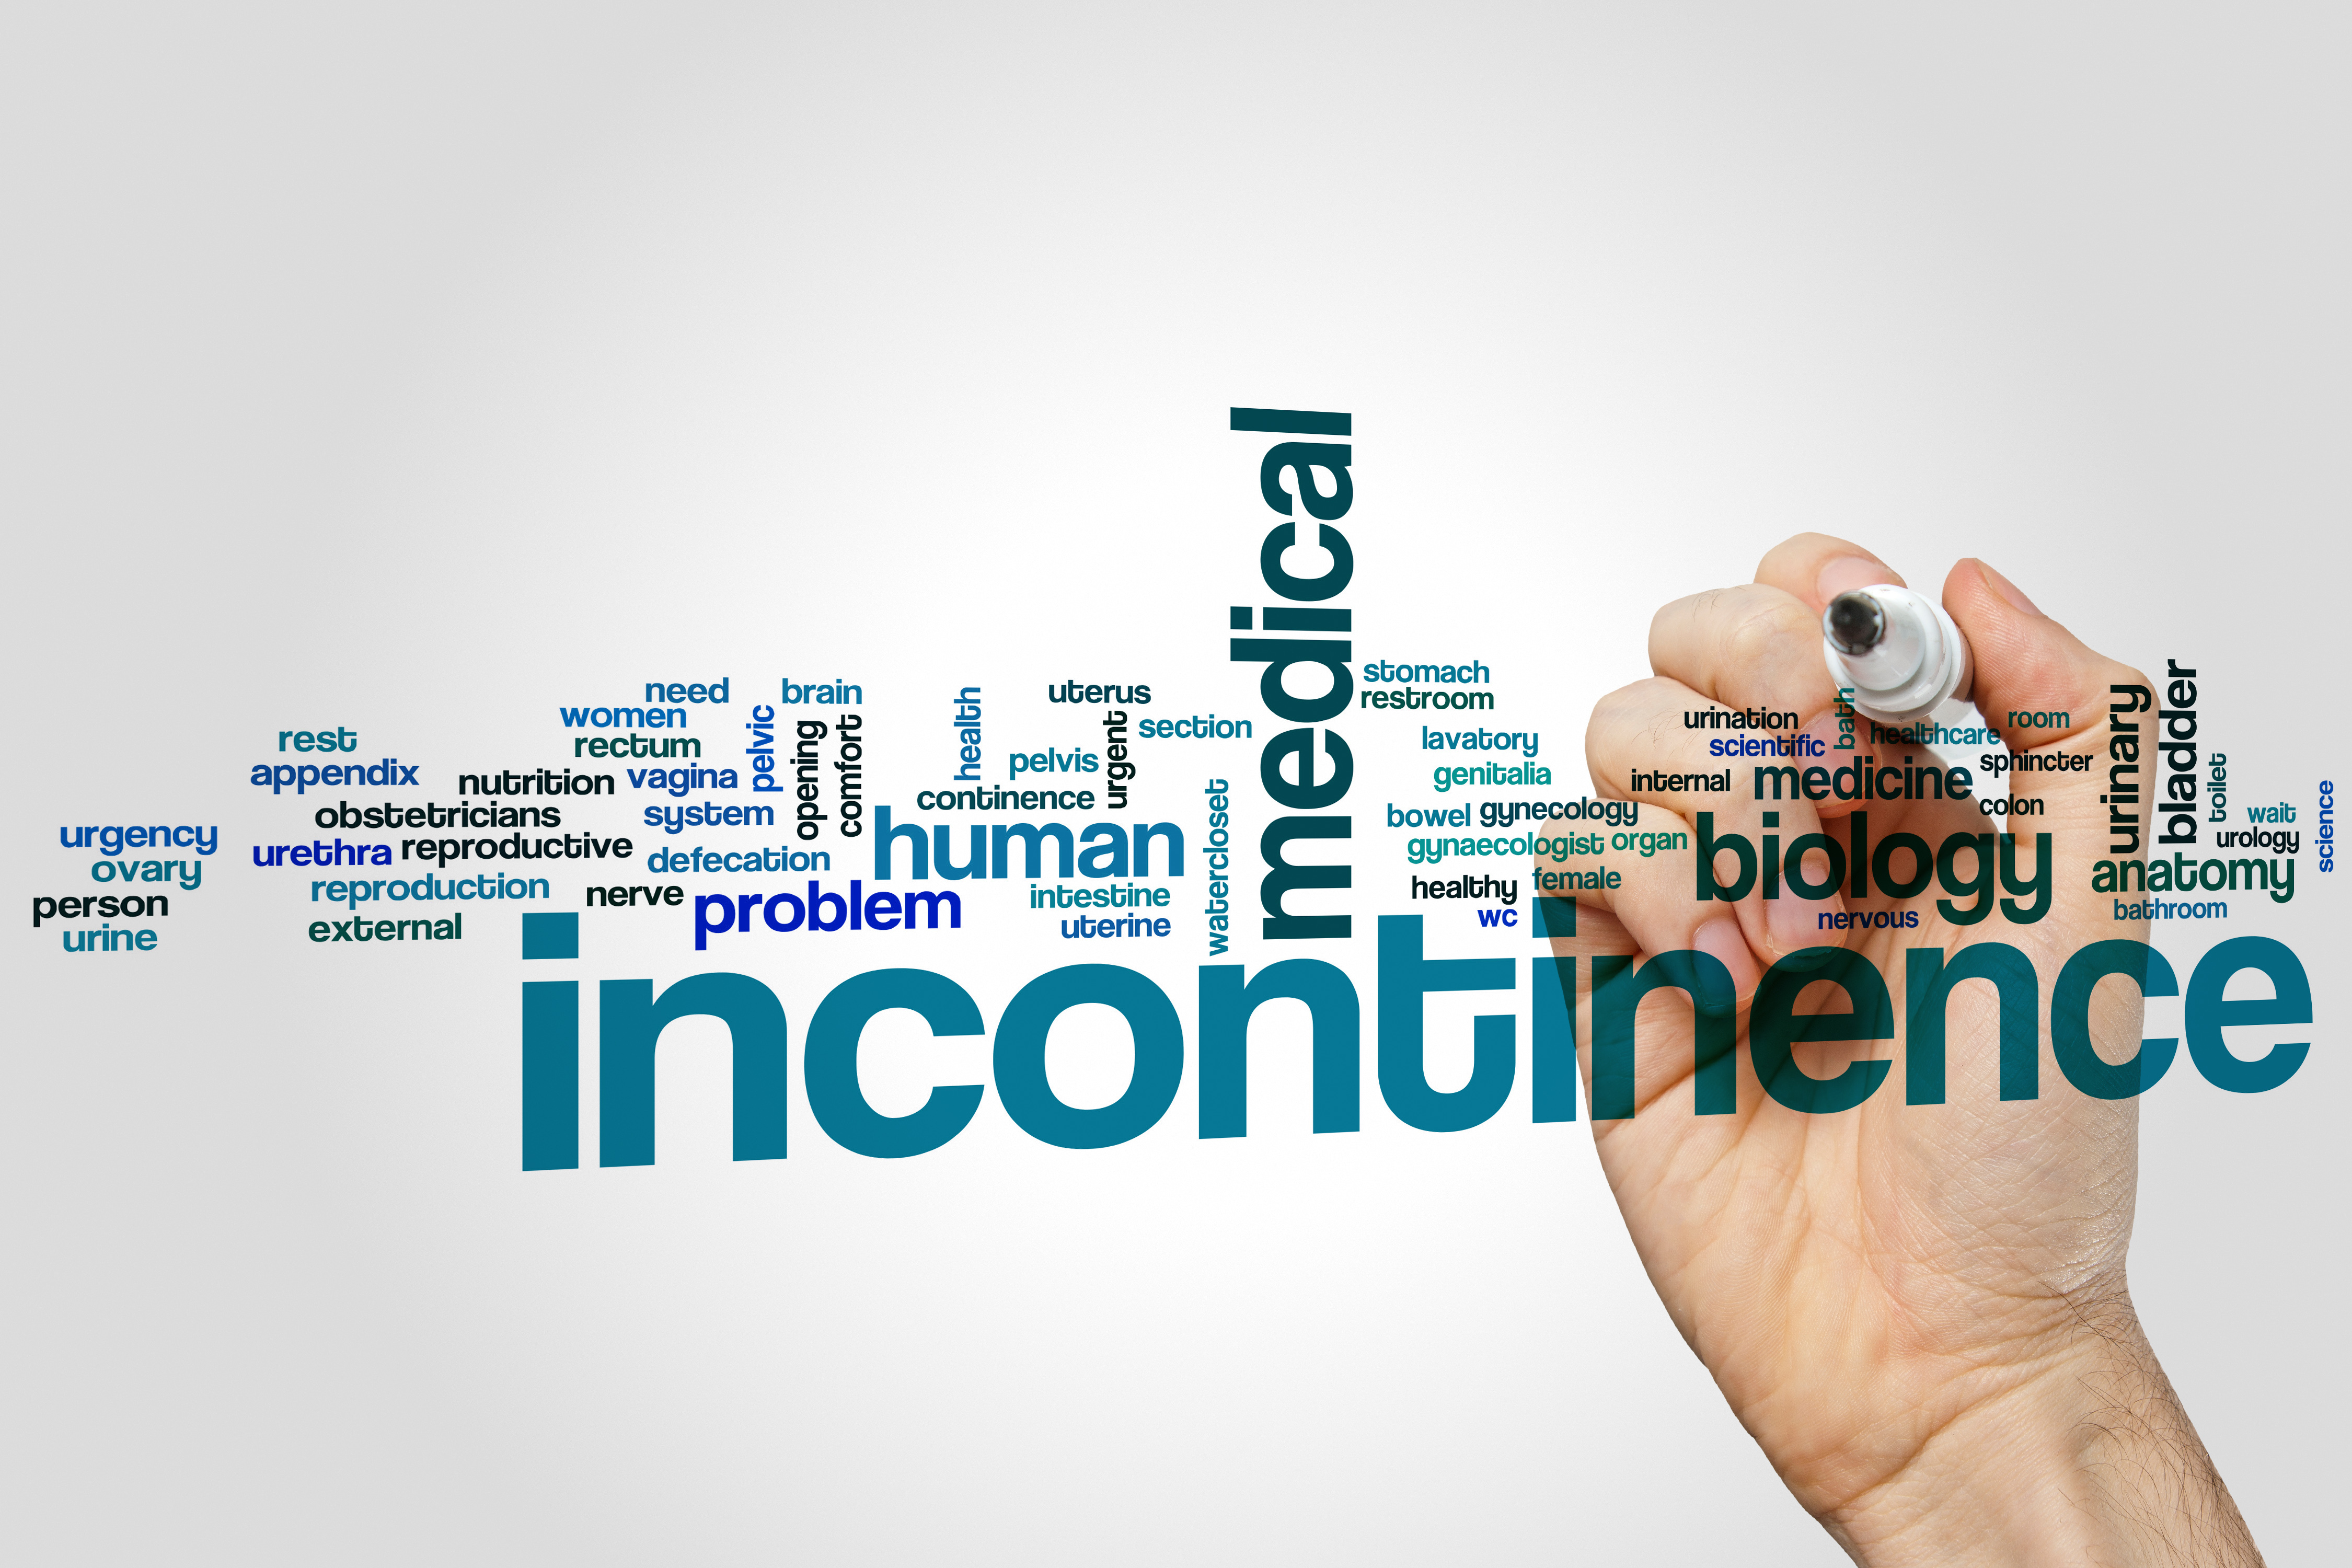 medical
stomach
restroom
need
brain
uterus
women
pelvic
health
urgent
section
rest
rectum
opening
comfort
pelvis
lavatory
urination
bath
healthcare
room
urinary
bladder
appendix
nutrition
vagina
genitalia
scientific
internal
medicine
sphincter
toilet
obstetricians
system
continence
watercloset
bowel
gynecology
colon
wait
science
urgency
urethra
reproductive
defecation
human
gynaecologist
organ
biology
urology
ovary
reproduction
nerve
problem
intestine
healthy
female
anatomy
person
external
uterine
wc
nervous
bathroom
urine
incontinence